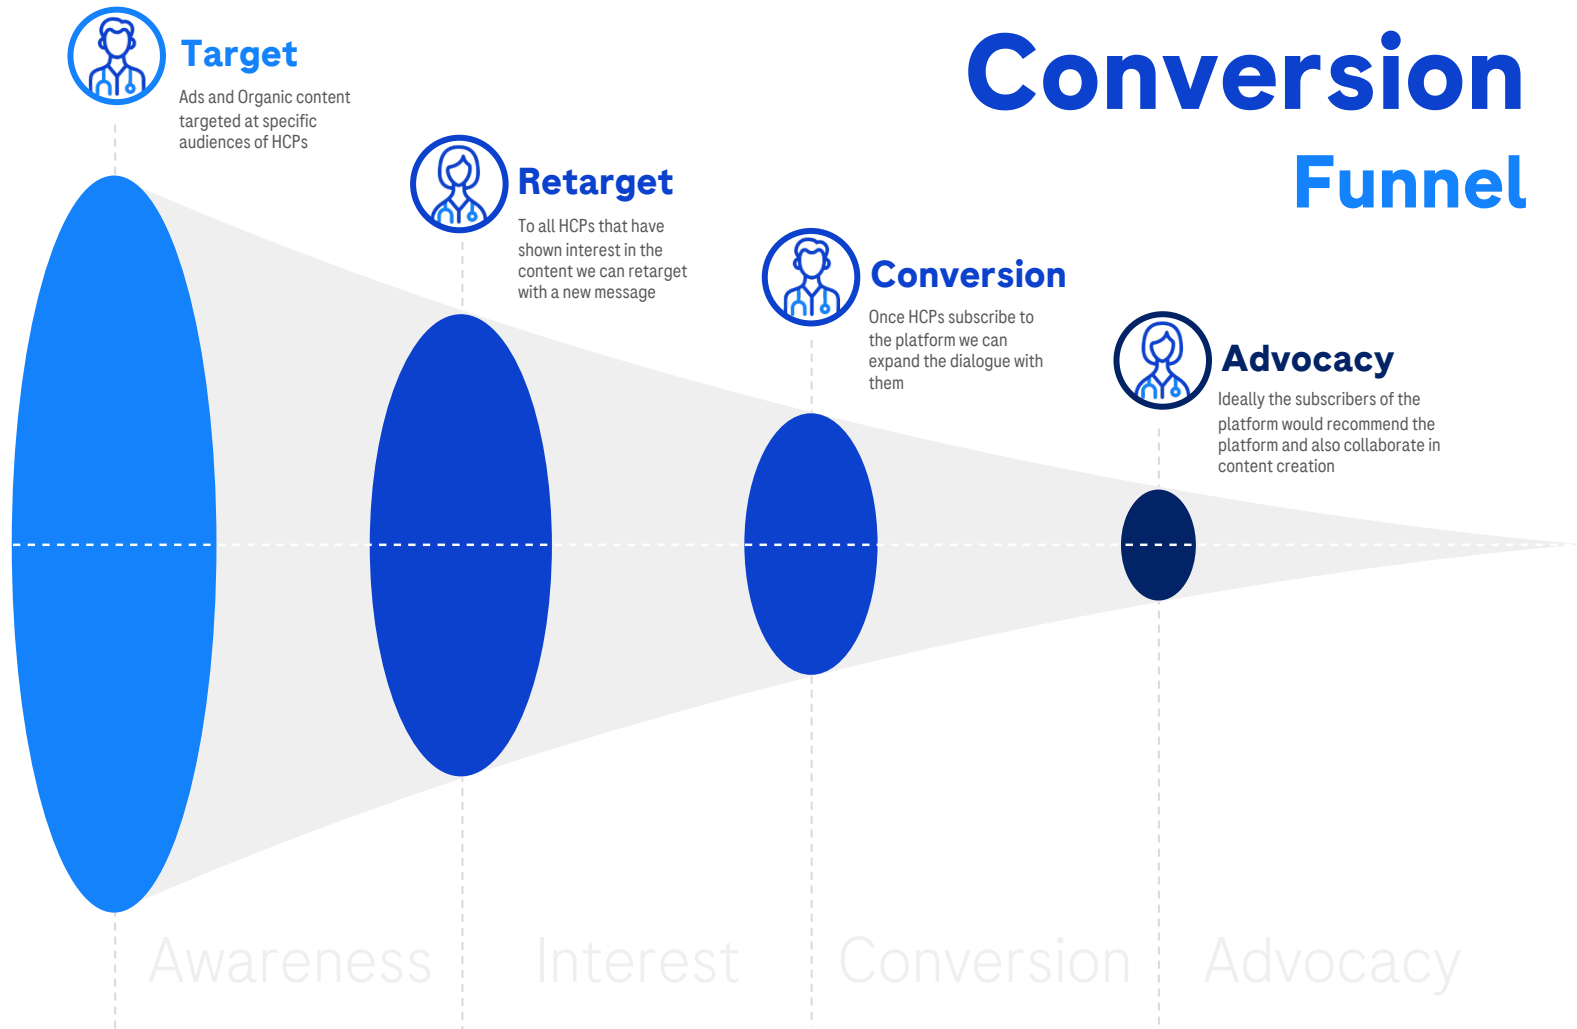 Conversion
Funnel
Target
Ads and Organic content
targeted at specific
audiences of HCPs
Retarget
To all HCPs that have
shown interest in the
content we can retarget
with a new message
Conversion
Once HCPs subscribe to
the platform we can
expand the dialogue with
them
Advocacy
Ideally the subscribers of the
platform would recommend the
platform and also collaborate in
content creation
Awareness
Interest
Conversion
Advocacy